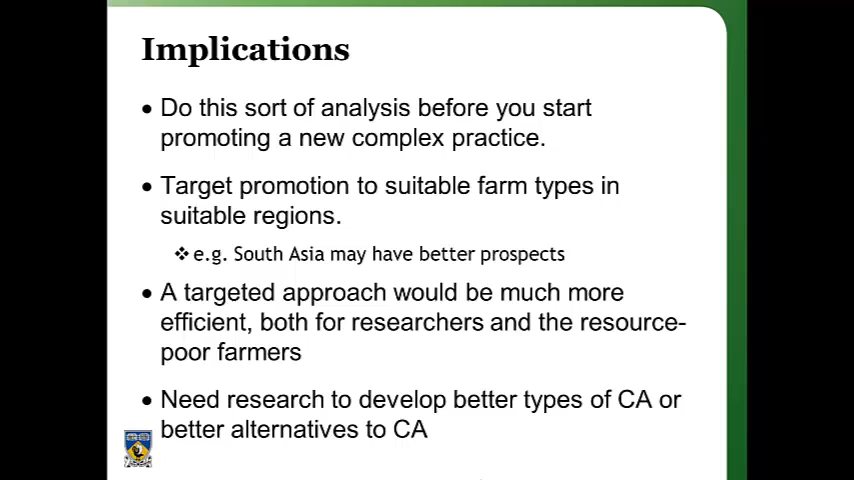 Implications
• Do this sort of analysis before you start
promoting a new complex practice.
• Target promotion to suitable farm types in
suitable regions.
❖ e.g. South Asia may have better prospects
• A targeted approach would be much more
efficient, both for researchers and the resource-
poor farmers
• Need research to develop better types of CA or
better alternatives to CA